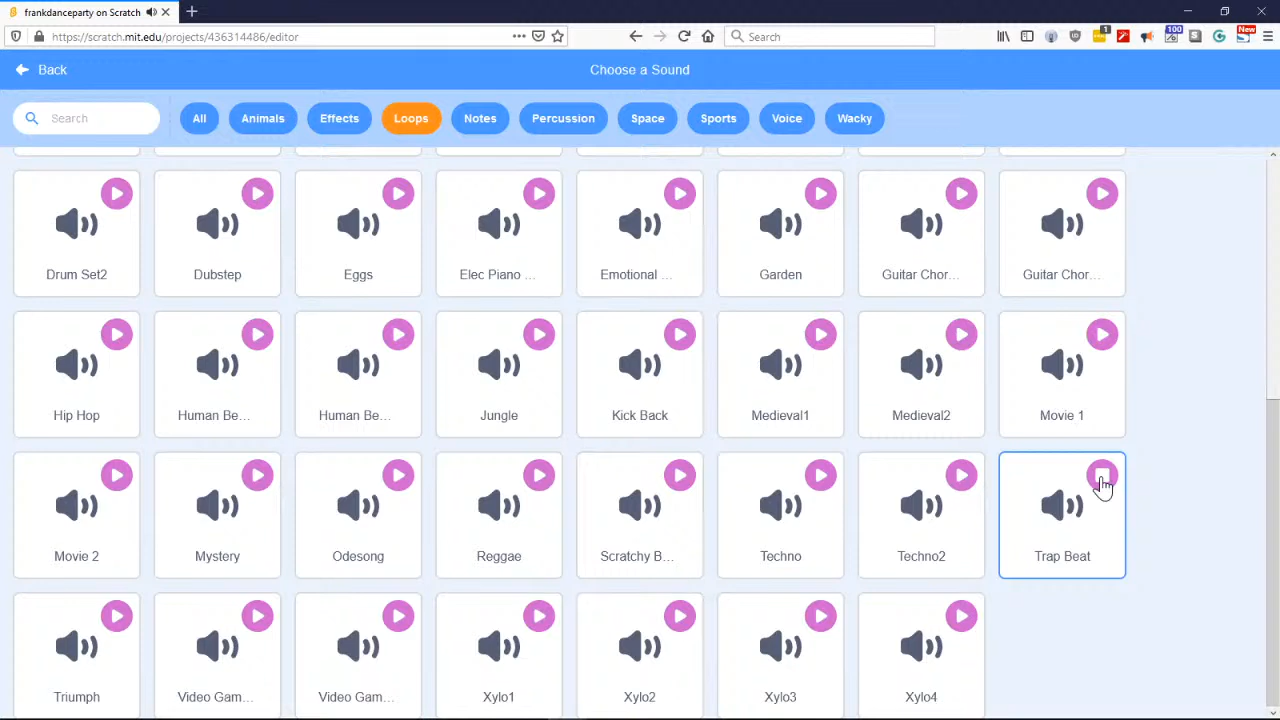 frankdanceparty on Scratch
https://scratch.mit.edu/projects/436314486/editor
Search
1
100
New
Back
Choose a Sound
Search
All
Animals
Effects
Loops
Notes
Percussion
Space
Sports
Voice
Wacky
Drum Set2
Dubstep
Eggs
Elec Piano ...
Emotional ...
Garden
Guitar Chor...
Guitar Chor...
Hip Hop
Human Be...
Human Be...
Jungle
Kick Back
Medieval1
Medieval2
Movie 1
Movie 2
Mystery
Odesong
Reggae
Scratchy B...
Techno
Techno2
Trap Beat
Triumph
Video Gam...
Video Gam...
Xylo1
Xylo2
Xylo3
Xylo4